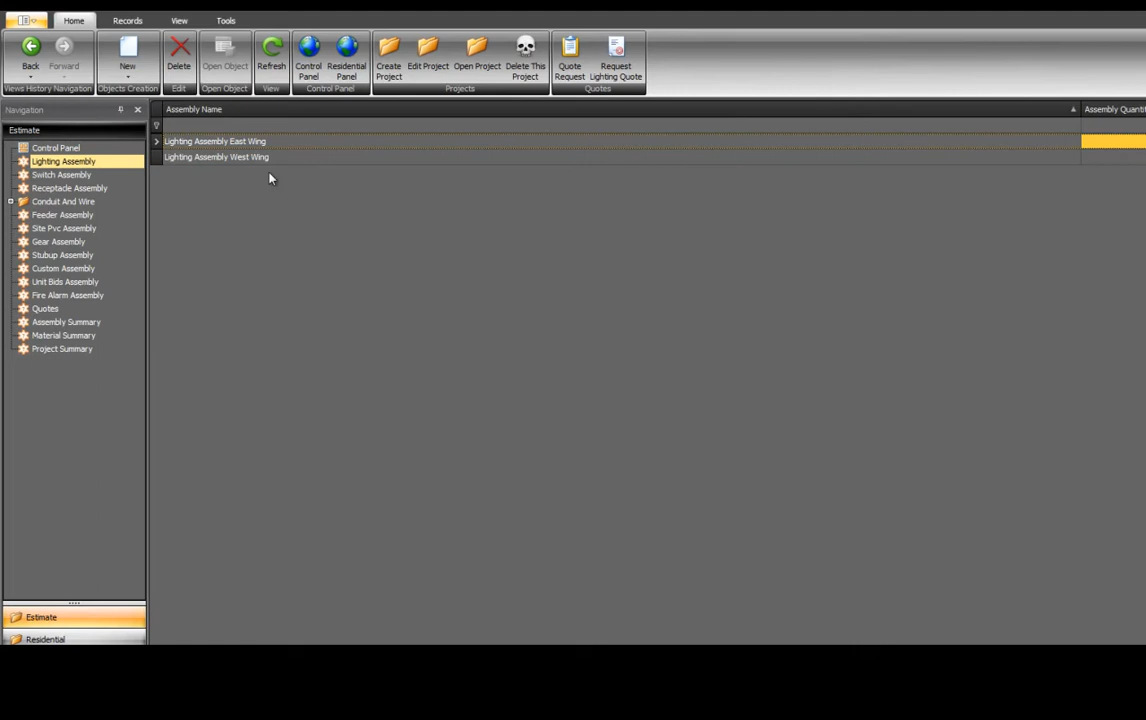 Home Records View Tools
Back Forward New Delete Open Object Refresh Control Panel Residential Panel Create Project Edit Project Open Project Delete This Project Quote Request Request Lighting Quote
Views History Navigation Objects Creation Edit Open Object View Control Panel Projects Quotes
Navigation
Estimate
Control Panel
Lighting Assembly
Switch Assembly
Receptacle Assembly
Conduit And Wire
Feeder Assembly
Site Pvc Assembly
Gear Assembly
Stubup Assembly
Custom Assembly
Unit Bids Assembly
Fire Alarm Assembly
Quotes
Assembly Summary
Material Summary
Project Summary
Estimate
Residential
Assembly Name Assembly Quantit
Lighting Assembly East Wing
Lighting Assembly West Wing